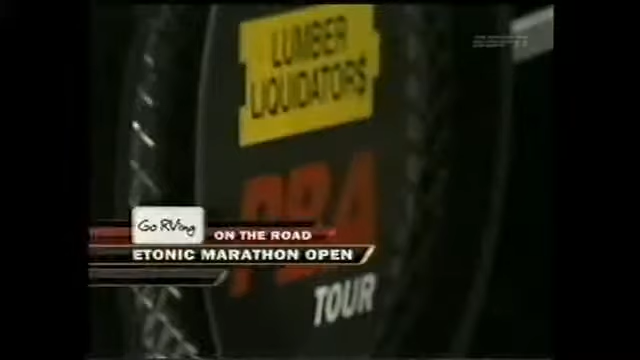 LUMBER
LIQUIDATORS
PBA
TOUR
Go RVing
ON THE ROAD
ETONIC MARATHON OPEN